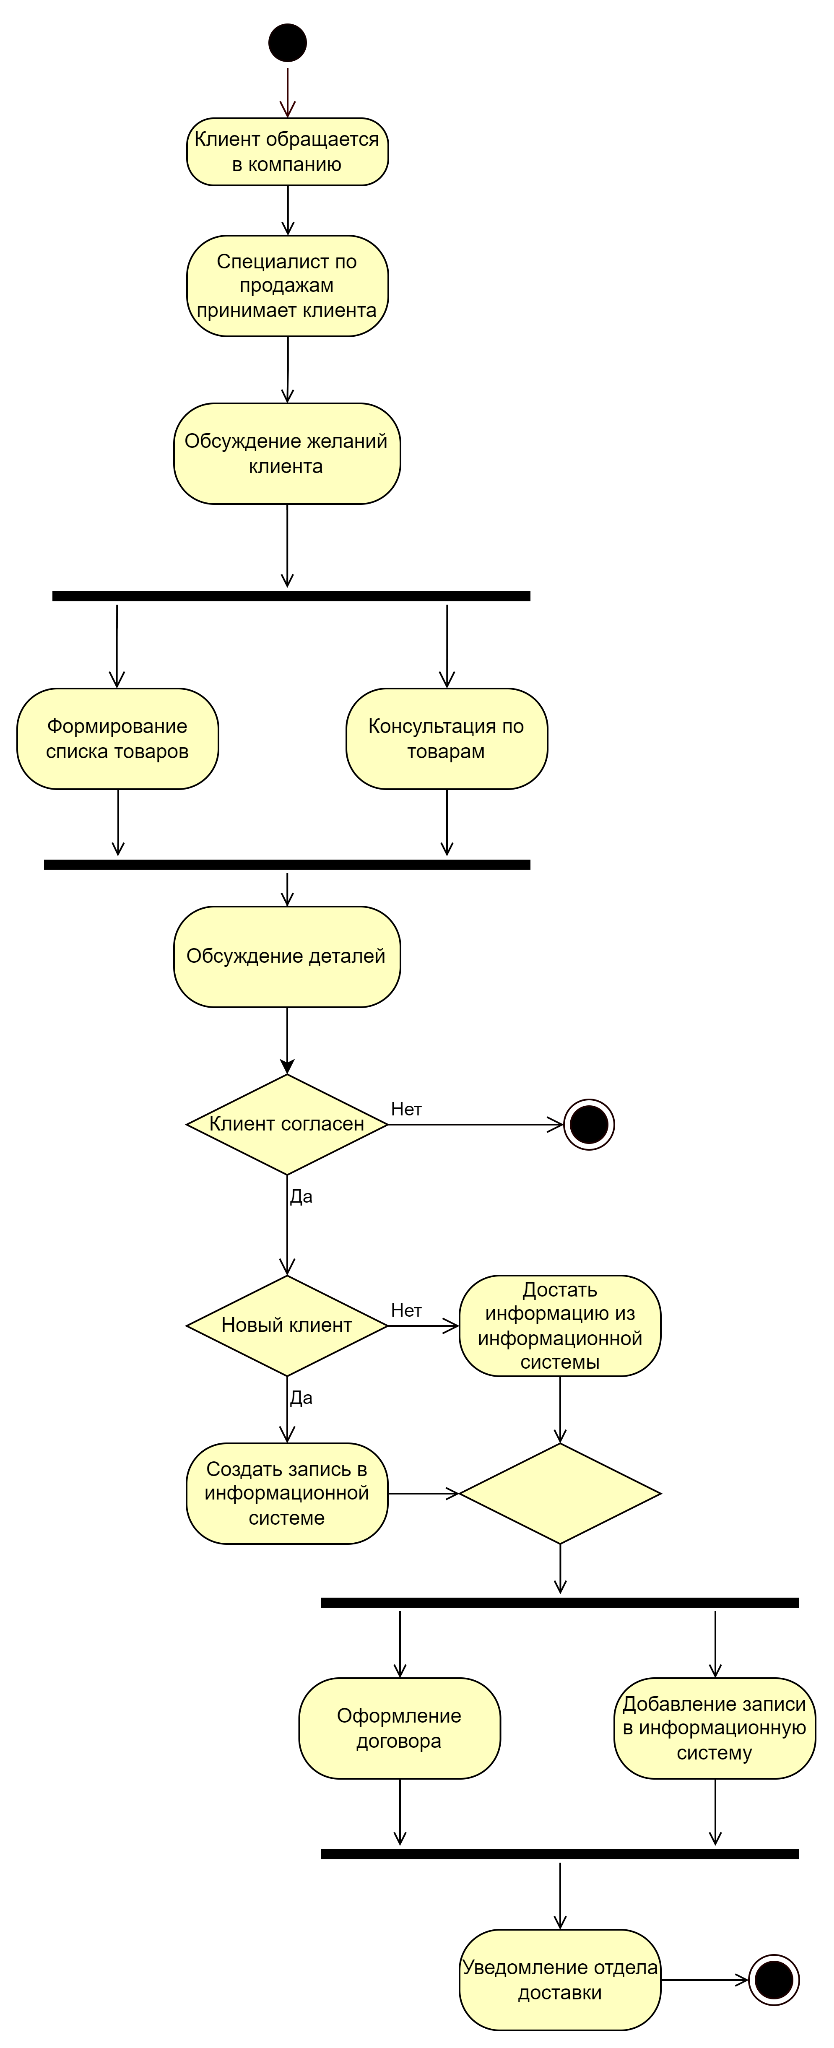 Клиент обращается
в компанию
Специалист по
продажам
принимает клиента
Обсуждение желаний
клиента
Формирование
списка товаров
Консультация по
товарам
Обсуждение деталей
Клиент согласен
Нет
Да
Новый клиент
Нет
Достать
информацию из
информационной
системы
Да
Создать запись в
информационной
системе
Оформление
договора
Добавление записи
в информационную
систему
Уведомление отдела
доставки